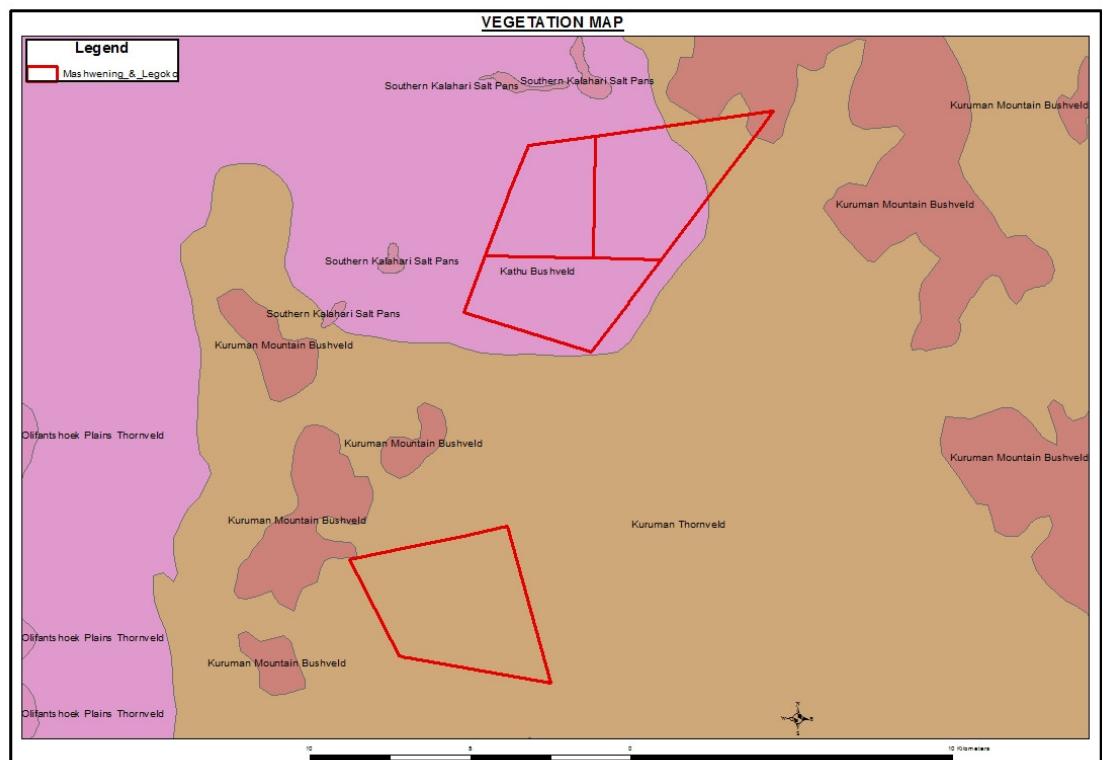 VEGETATION MAP
Legend
Mashwening_&_Legoko
Southern Kalahari Salt Pans
Southern Kalahari Salt Pans
Kuruman Mountain Bushveld
Kuruman Mountain Bushveld
Southern Kalahari Salt Pans
Kathu Bushveld
Southern Kalahari Salt Pans
Kuruman Mountain Bushveld
Olifantshoek Plains Thornveld
Kuruman Mountain Bushveld
Kuruman Mountain Bushveld
Kuruman Mountain Bushveld
Kuruman Thornveld
Olifantshoek Plains Thornveld
Kuruman Mountain Bushveld
Olifantshoek Plains Thornveld
N
W E
S
10 5 0 10 Kilometers